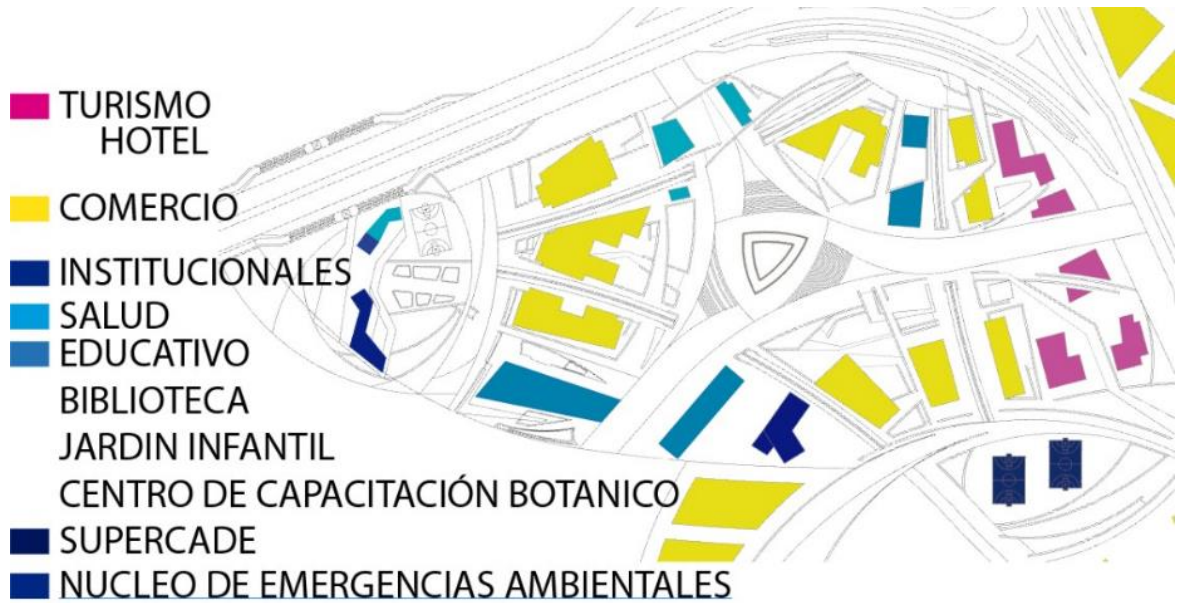 TURISMO
HOTEL
COMERCIO
INSTITUCIONALES
SALUD
EDUCATIVO
BIBLIOTECA
JARDIN INFANTIL
CENTRO DE CAPACITACIÓN BOTANICO
SUPERCADE
NUCLEO DE EMERGENCIAS AMBIENTALES